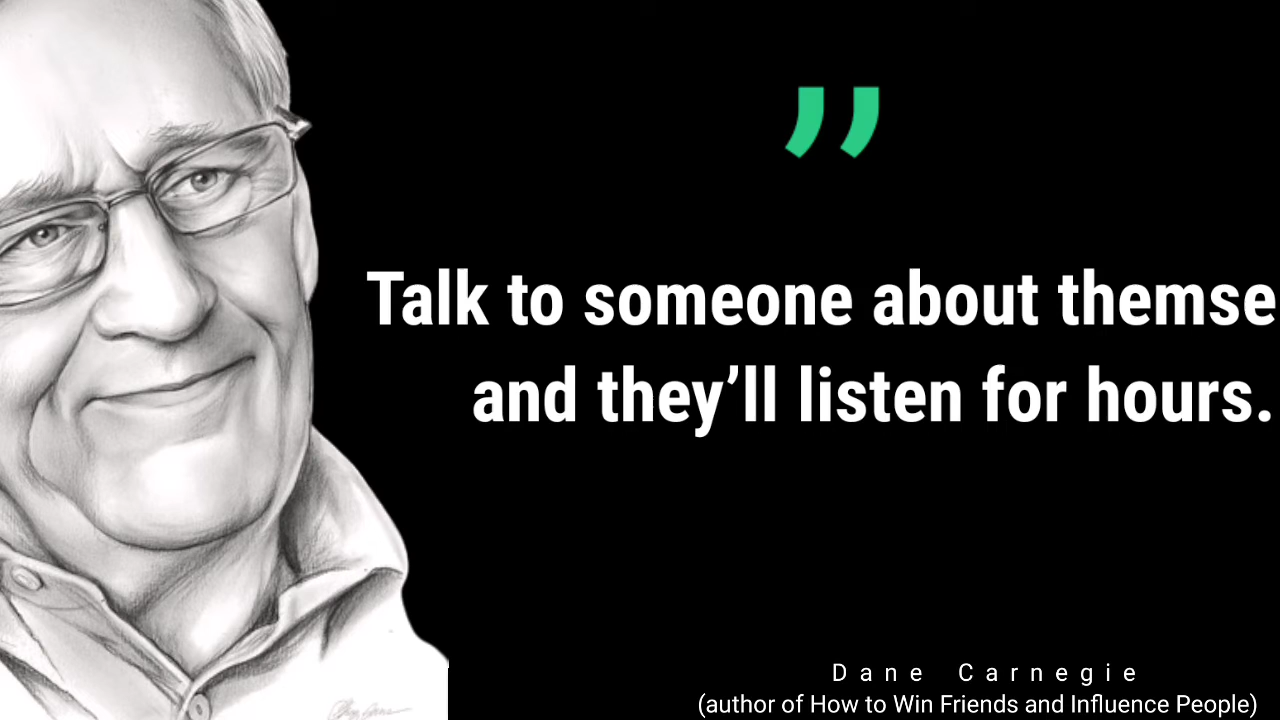 ”
Talk to someone about themse
and they’ll listen for hours.
Dane Carnegie
(author of How to Win Friends and Influence People)